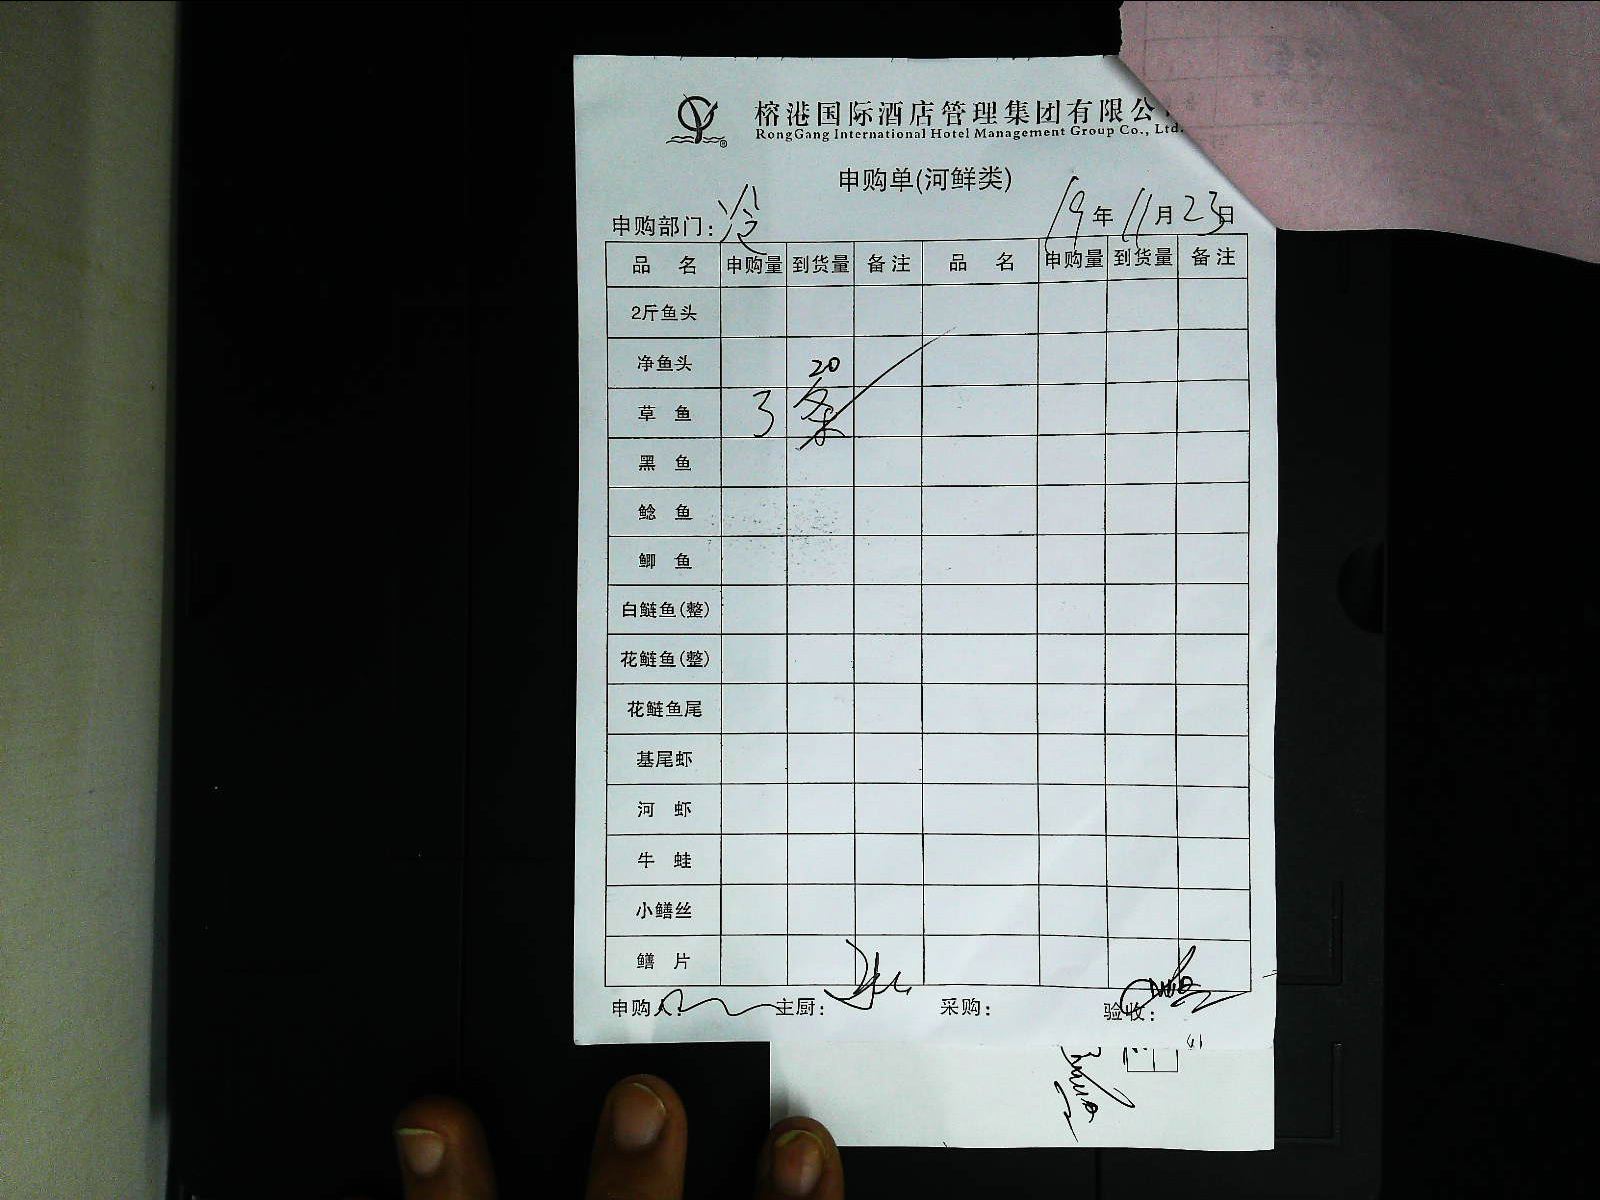 榕港国际酒店管理集团有限公
RongGang International Hotel Management Group Co., Ltd.
申购单(河鲜类)
申购部门：冷 19年11月23日
品名 申购量 到货量 备注 品名 申购量 到货量 备注
2斤鱼头
净鱼头 20
草鱼 3 条
黑鱼
鲶鱼
鲫鱼
白鲢鱼(整)
花鲢鱼(整)
花鲢鱼尾
基尾虾
河虾
牛蛙
小鳝丝
鳝片
申购人： 主厨： 采购： 验收：